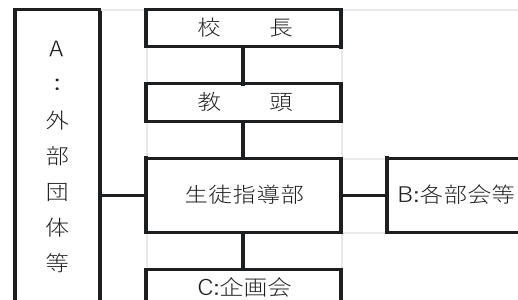 A：外部団体等
校　　長
教　　頭
生徒指導部
B:各部会等
C:企画会